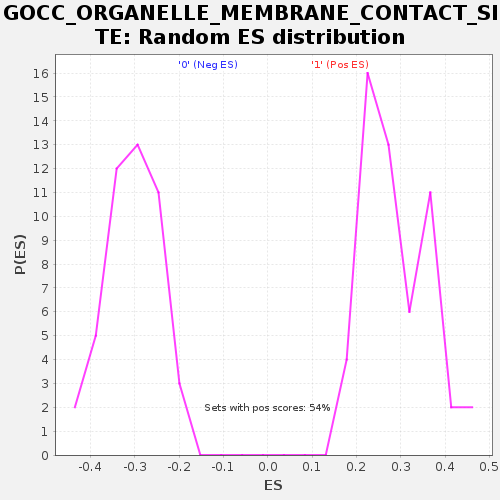 GOCC_ORGANELLE_MEMBRANE_CONTACT_SI
TE: Random ES distribution
'0' (Neg ES) '1' (Pos ES)
16
15
14
13
12
11
10
9
8
7
6
5
4
3
2
1
0
P(ES)
Sets with pos scores: 54%
-0.4 -0.3 -0.2 -0.1 0.0 0.1 0.2 0.3 0.4 0.5
ES